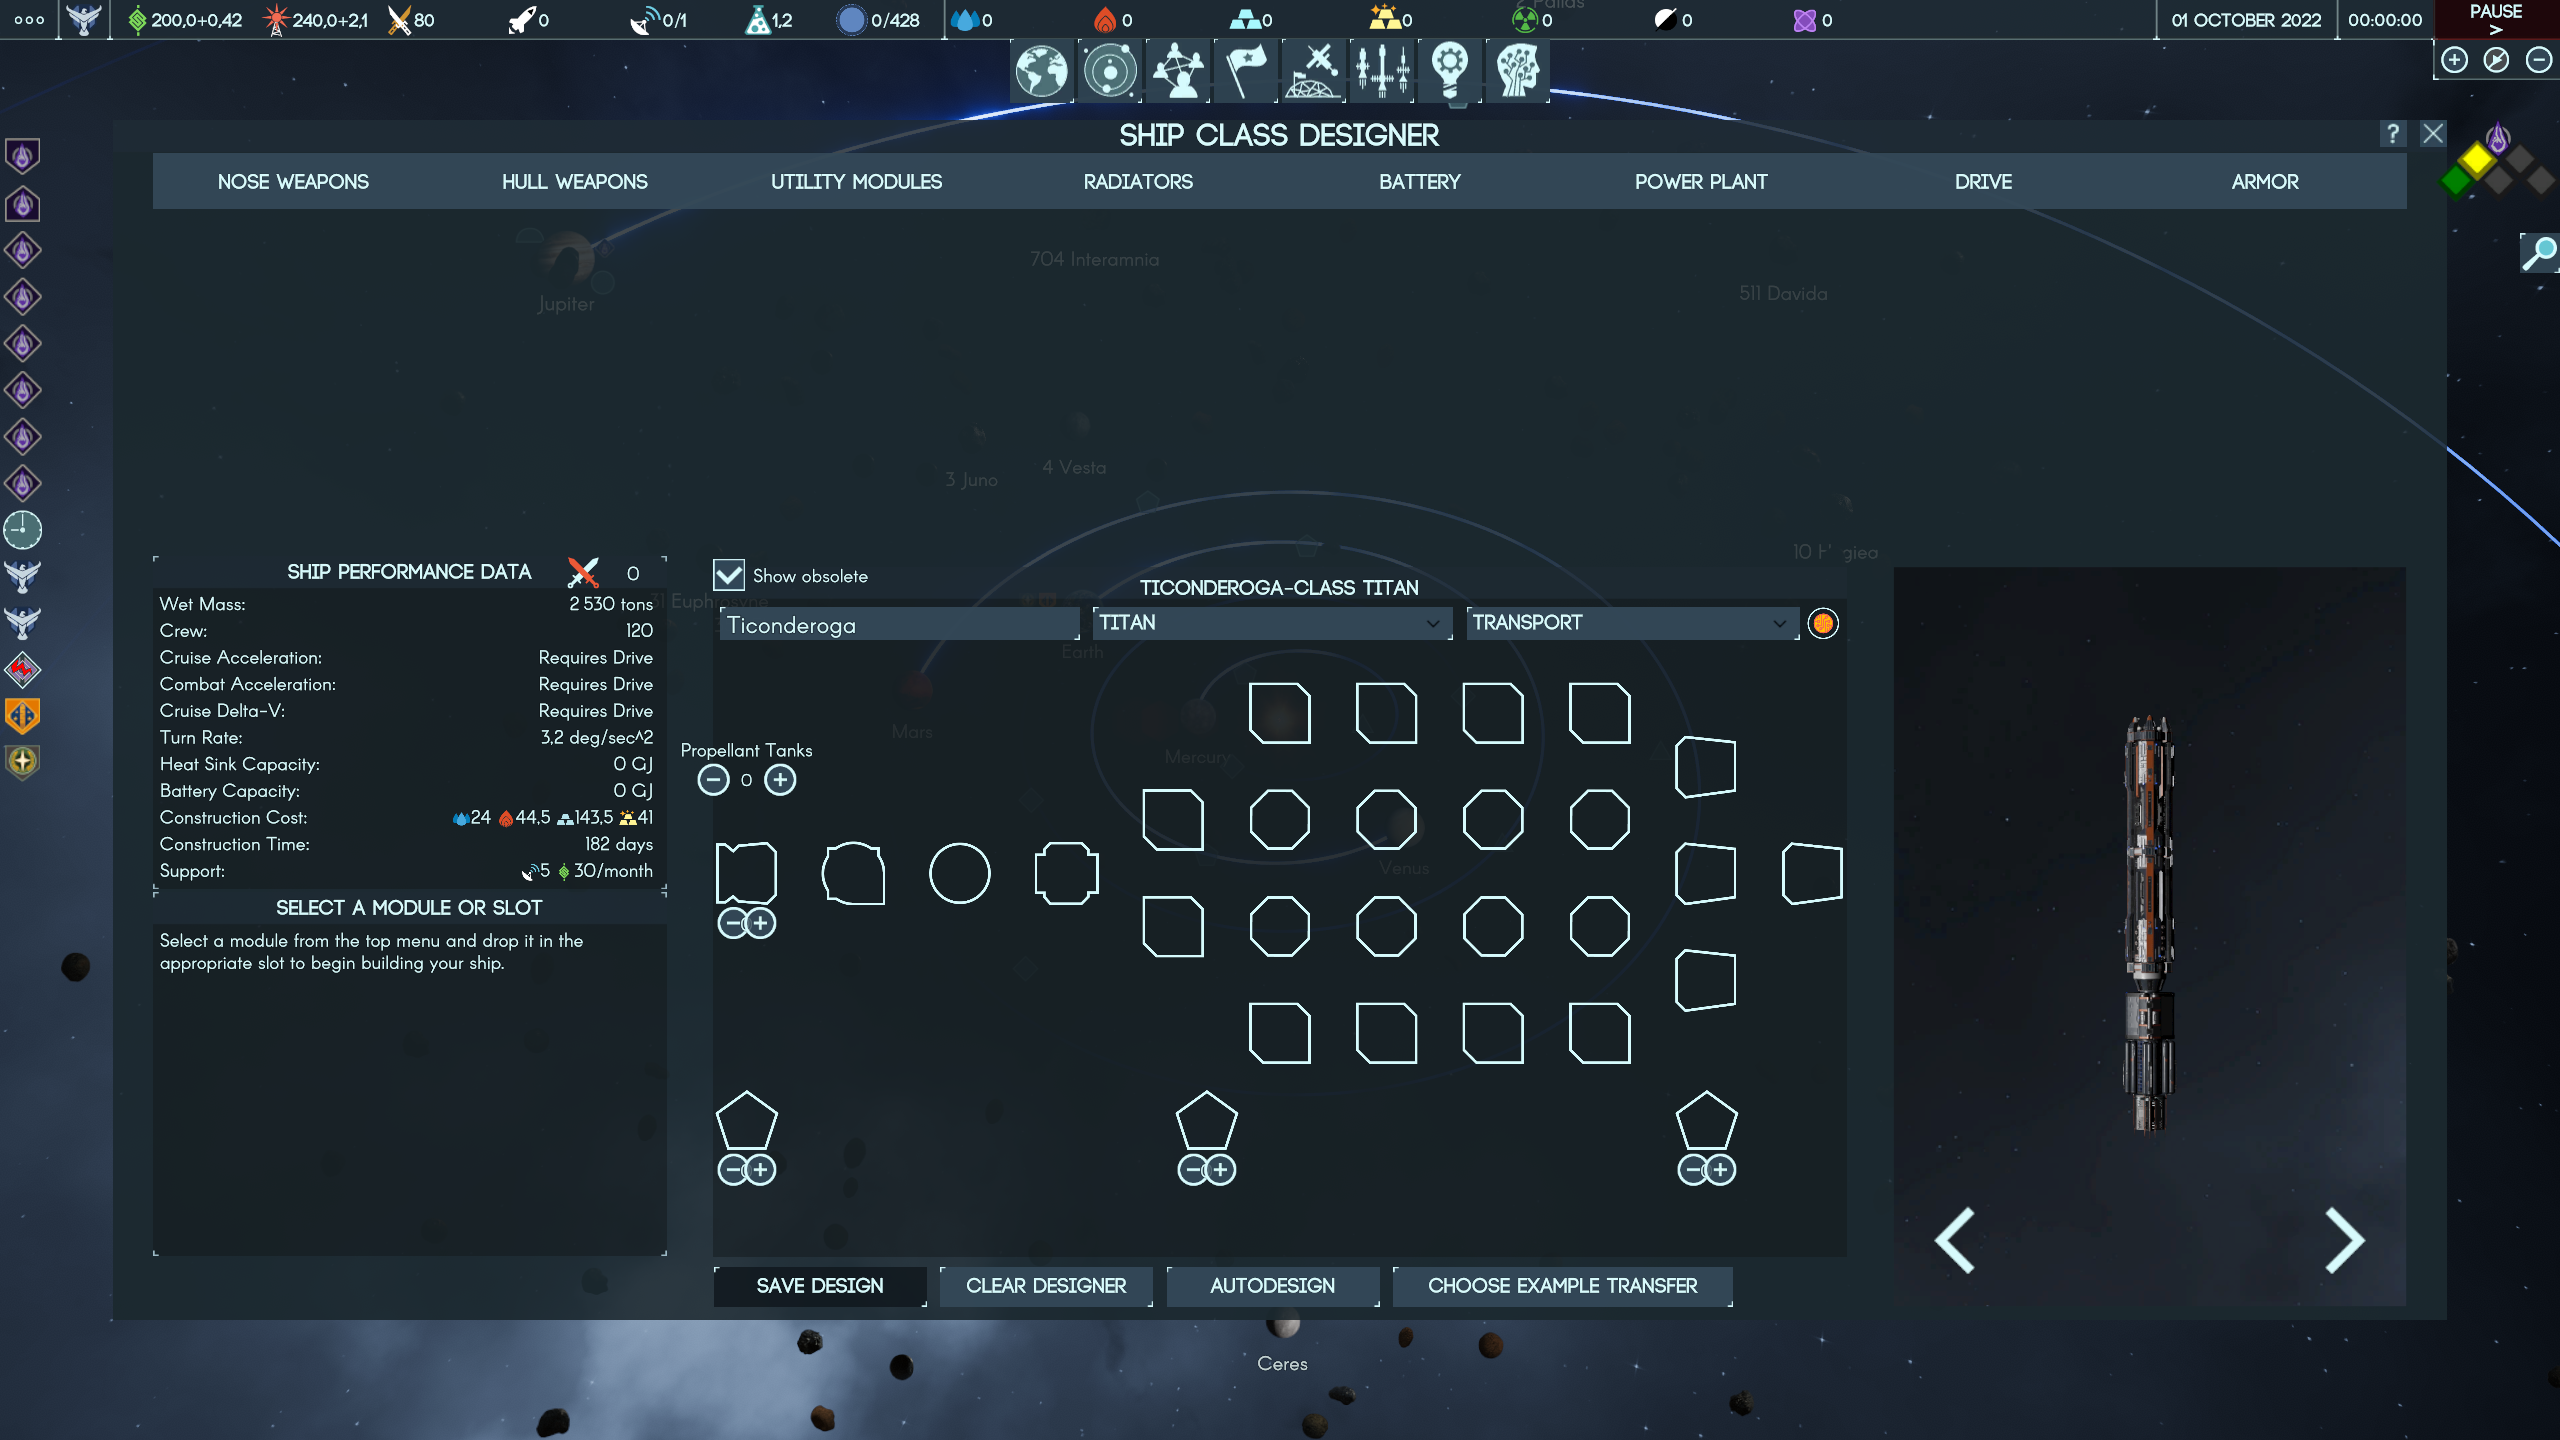 200,0+0,42 240,0+2,1 80 0 0/1 1,2 0/428 0 0 0 0 0 0 0 01 OCTOBER 2022 00:00:00 PAUSE
>
2 Pallas
SHIP CLASS DESIGNER ?
NOSE WEAPONS HULL WEAPONS UTILITY MODULES RADIATORS BATTERY POWER PLANT DRIVE ARMOR
704 Interamnia
511 Davida
Jupiter
4 Vesta
3 Juno
SHIP PERFORMANCE DATA 0
Wet Mass: 2 530 tons
Crew: 120
Cruise Acceleration: Requires Drive
Combat Acceleration: Requires Drive
Cruise Delta-V: Requires Drive
Turn Rate: 3,2 deg/sec^2
Heat Sink Capacity: 0 GJ
Battery Capacity: 0 GJ
Construction Cost: 24 44,5 143,5 41
Construction Time: 182 days
Support: 5 30/month
SELECT A MODULE OR SLOT
Select a module from the top menu and drop it in the
appropriate slot to begin building your ship.
Show obsolete
31 Euphrosyne
TICONDEROGA-CLASS TITAN
Ticonderoga TITAN TRANSPORT
Earth
Mars
Mercury
Venus
Propellant Tanks
0
SAVE DESIGN CLEAR DESIGNER AUTODESIGN CHOOSE EXAMPLE TRANSFER
Ceres